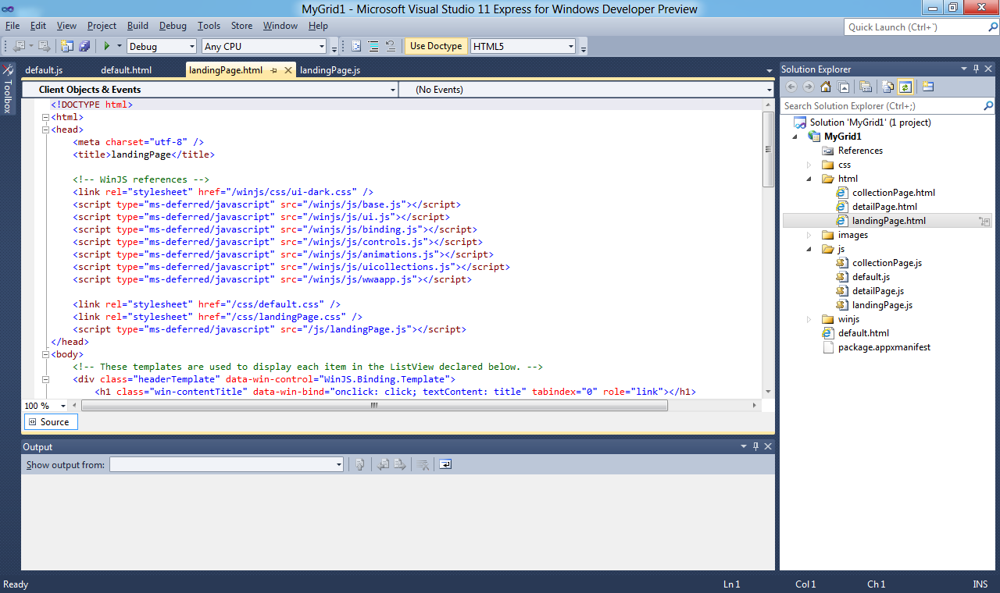 MyGrid1 - Microsoft Visual Studio 11 Express for Windows Developer Preview
File Edit View Project Build Debug Tools Store Window Help
Quick Launch (Ctrl+`)
Debug Any CPU Use Doctype HTML5
Toolbox
default.js default.html landingPage.html landingPage.js
Client Objects & Events (No Events)
<!DOCTYPE html>
<html>
<head>
<meta charset="utf-8" />
<title>landingPage</title>
<!-- WinJS references -->
<link rel="stylesheet" href="/winjs/css/ui-dark.css" />
<script type="ms-deferred/javascript" src="/winjs/js/base.js"></script>
<script type="ms-deferred/javascript" src="/winjs/js/ui.js"></script>
<script type="ms-deferred/javascript" src="/winjs/js/binding.js"></script>
<script type="ms-deferred/javascript" src="/winjs/js/controls.js"></script>
<script type="ms-deferred/javascript" src="/winjs/js/animations.js"></script>
<script type="ms-deferred/javascript" src="/winjs/js/uicollections.js"></script>
<script type="ms-deferred/javascript" src="/winjs/js/wwaapp.js"></script>
<link rel="stylesheet" href="/css/default.css" />
<link rel="stylesheet" href="/css/landingPage.css" />
<script type="ms-deferred/javascript" src="/js/landingPage.js"></script>
</head>
<body>
<!-- These templates are used to display each item in the ListView declared below. -->
<div class="headerTemplate" data-win-control="WinJS.Binding.Template">
<h1 class="win-contentTitle" data-win-bind="onclick: click; textContent: title" tabindex="0" role="link"></h1>
100 %
Source
Output
Show output from:
Solution Explorer
Search Solution Explorer (Ctrl+;)
Solution 'MyGrid1' (1 project)
MyGrid1
References
css
html
collectionPage.html
detailPage.html
landingPage.html
images
js
collectionPage.js
default.js
detailPage.js
landingPage.js
winjs
default.html
package.appxmanifest
Ready Ln 1 Col 1 Ch 1 INS